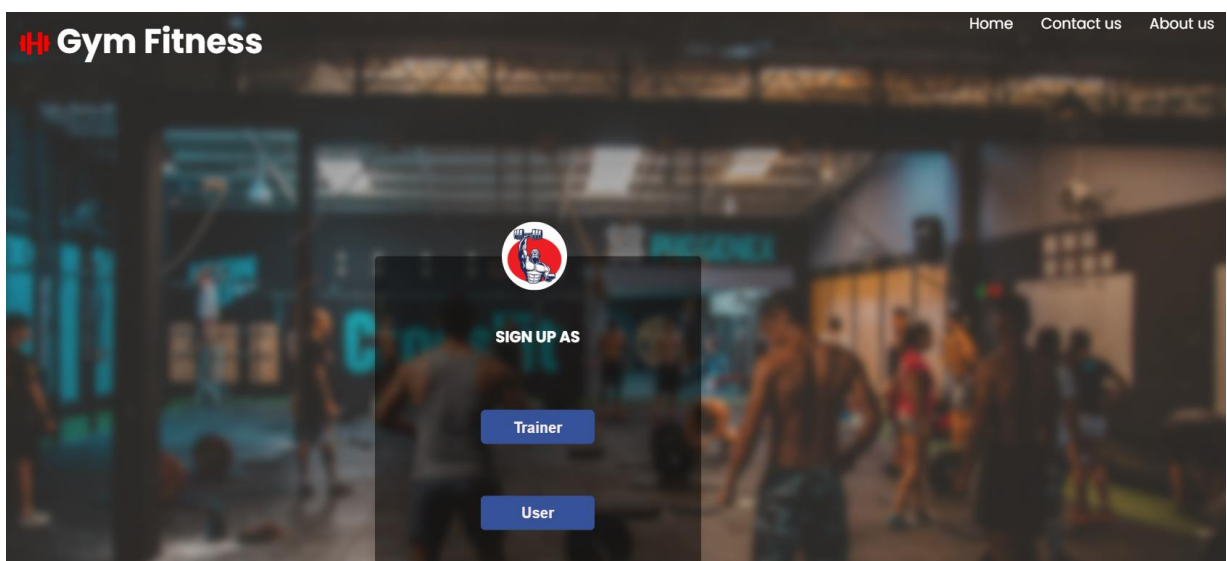 Gym Fitness
Home Contact us About us
SIGN UP AS
Trainer
User